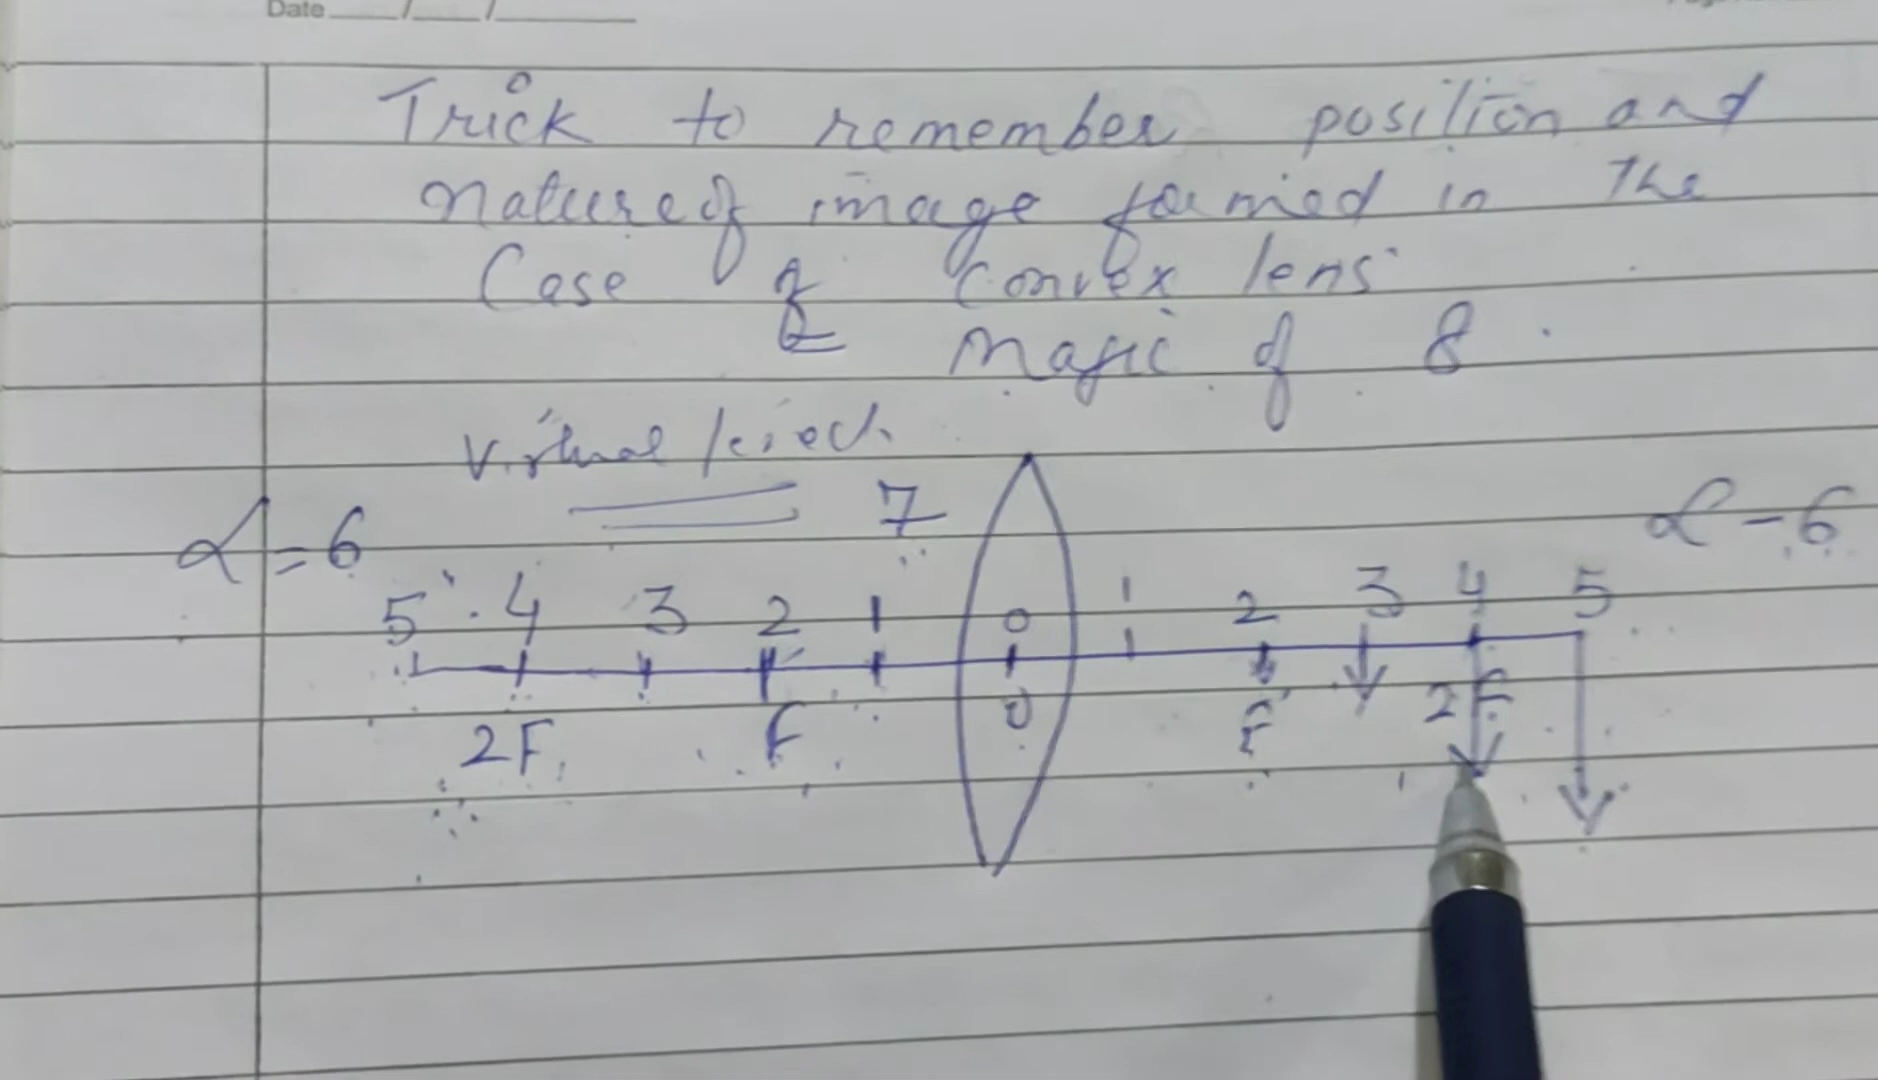 Date
Trick to remember position and
nature of image formed in the
Case of Convex lens
Magic of 8
Virtual
7
α = 6
α - 6
5 4 3 2 1 0 1 2 3 4 5
2F F 0 F 2F